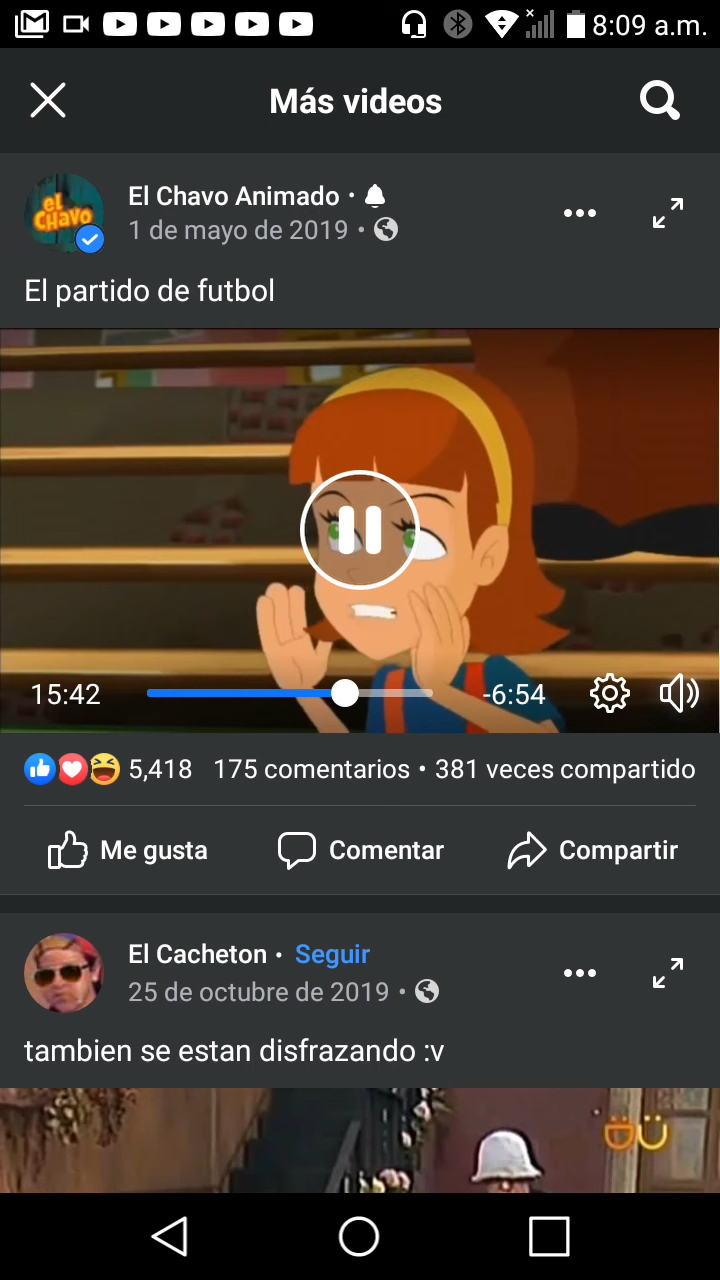 8:09 a.m.
Más videos
el
CHAVO
El Chavo Animado •
1 de mayo de 2019 •
El partido de futbol
15:42
-6:54
5,418 175 comentarios • 381 veces compartido
Me gusta Comentar Compartir
El Cacheton • Seguir
25 de octubre de 2019 •
tambien se estan disfrazando :v